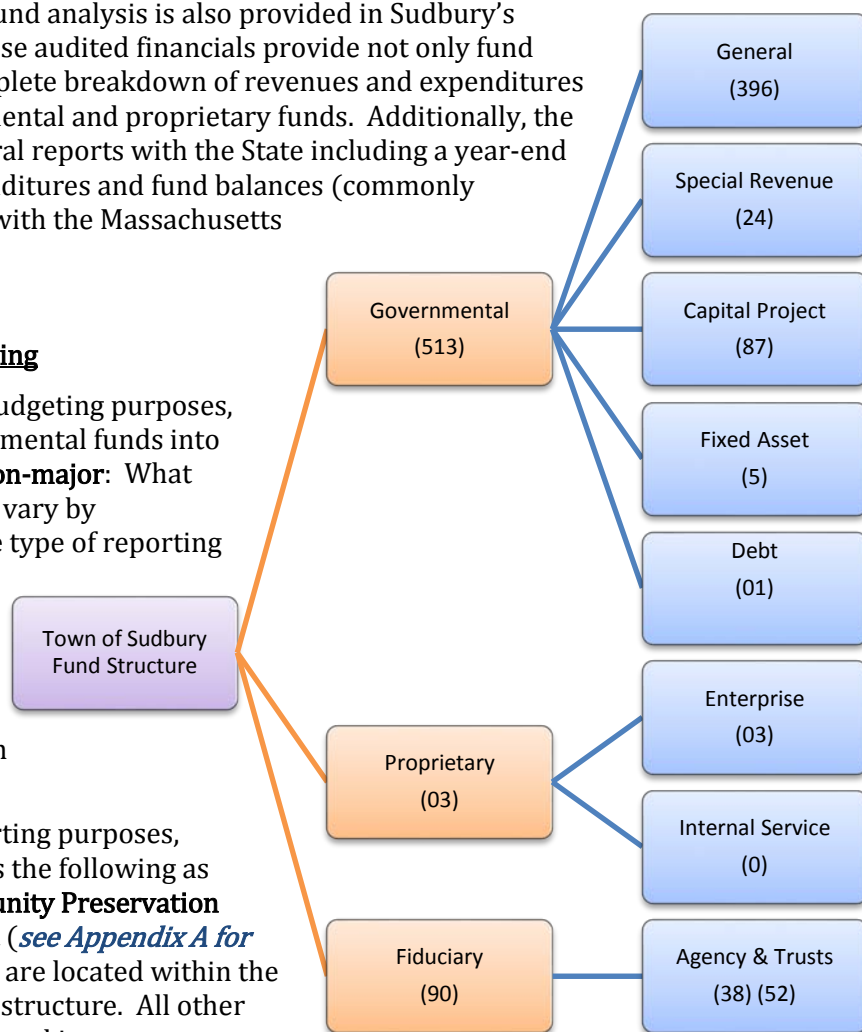 und analysis is also provided in Sudbury's
se audited financials provide not only fund
plete breakdown of revenues and expenditures
ental and proprietary funds. Additionally, the
ral reports with the State including a year-end
ditures and fund balances (commonly
with the Massachusetts
ing
udgeting purposes,
mental funds into
on-major: What
vary by
e type of reporting
Town of Sudbury
Fund Structure
n
rting purposes,
s the following as
unity Preservation
(see Appendix A for
are located within the
structure. All other
Governmental
(513)
Proprietary
(03)
Fiduciary
(90)
General
(396)
Special Revenue
(24)
Capital Project
(87)
Fixed Asset
(5)
Debt
(01)
Enterprise
(03)
Internal Service
(0)
Agency & Trusts
(38) (52)